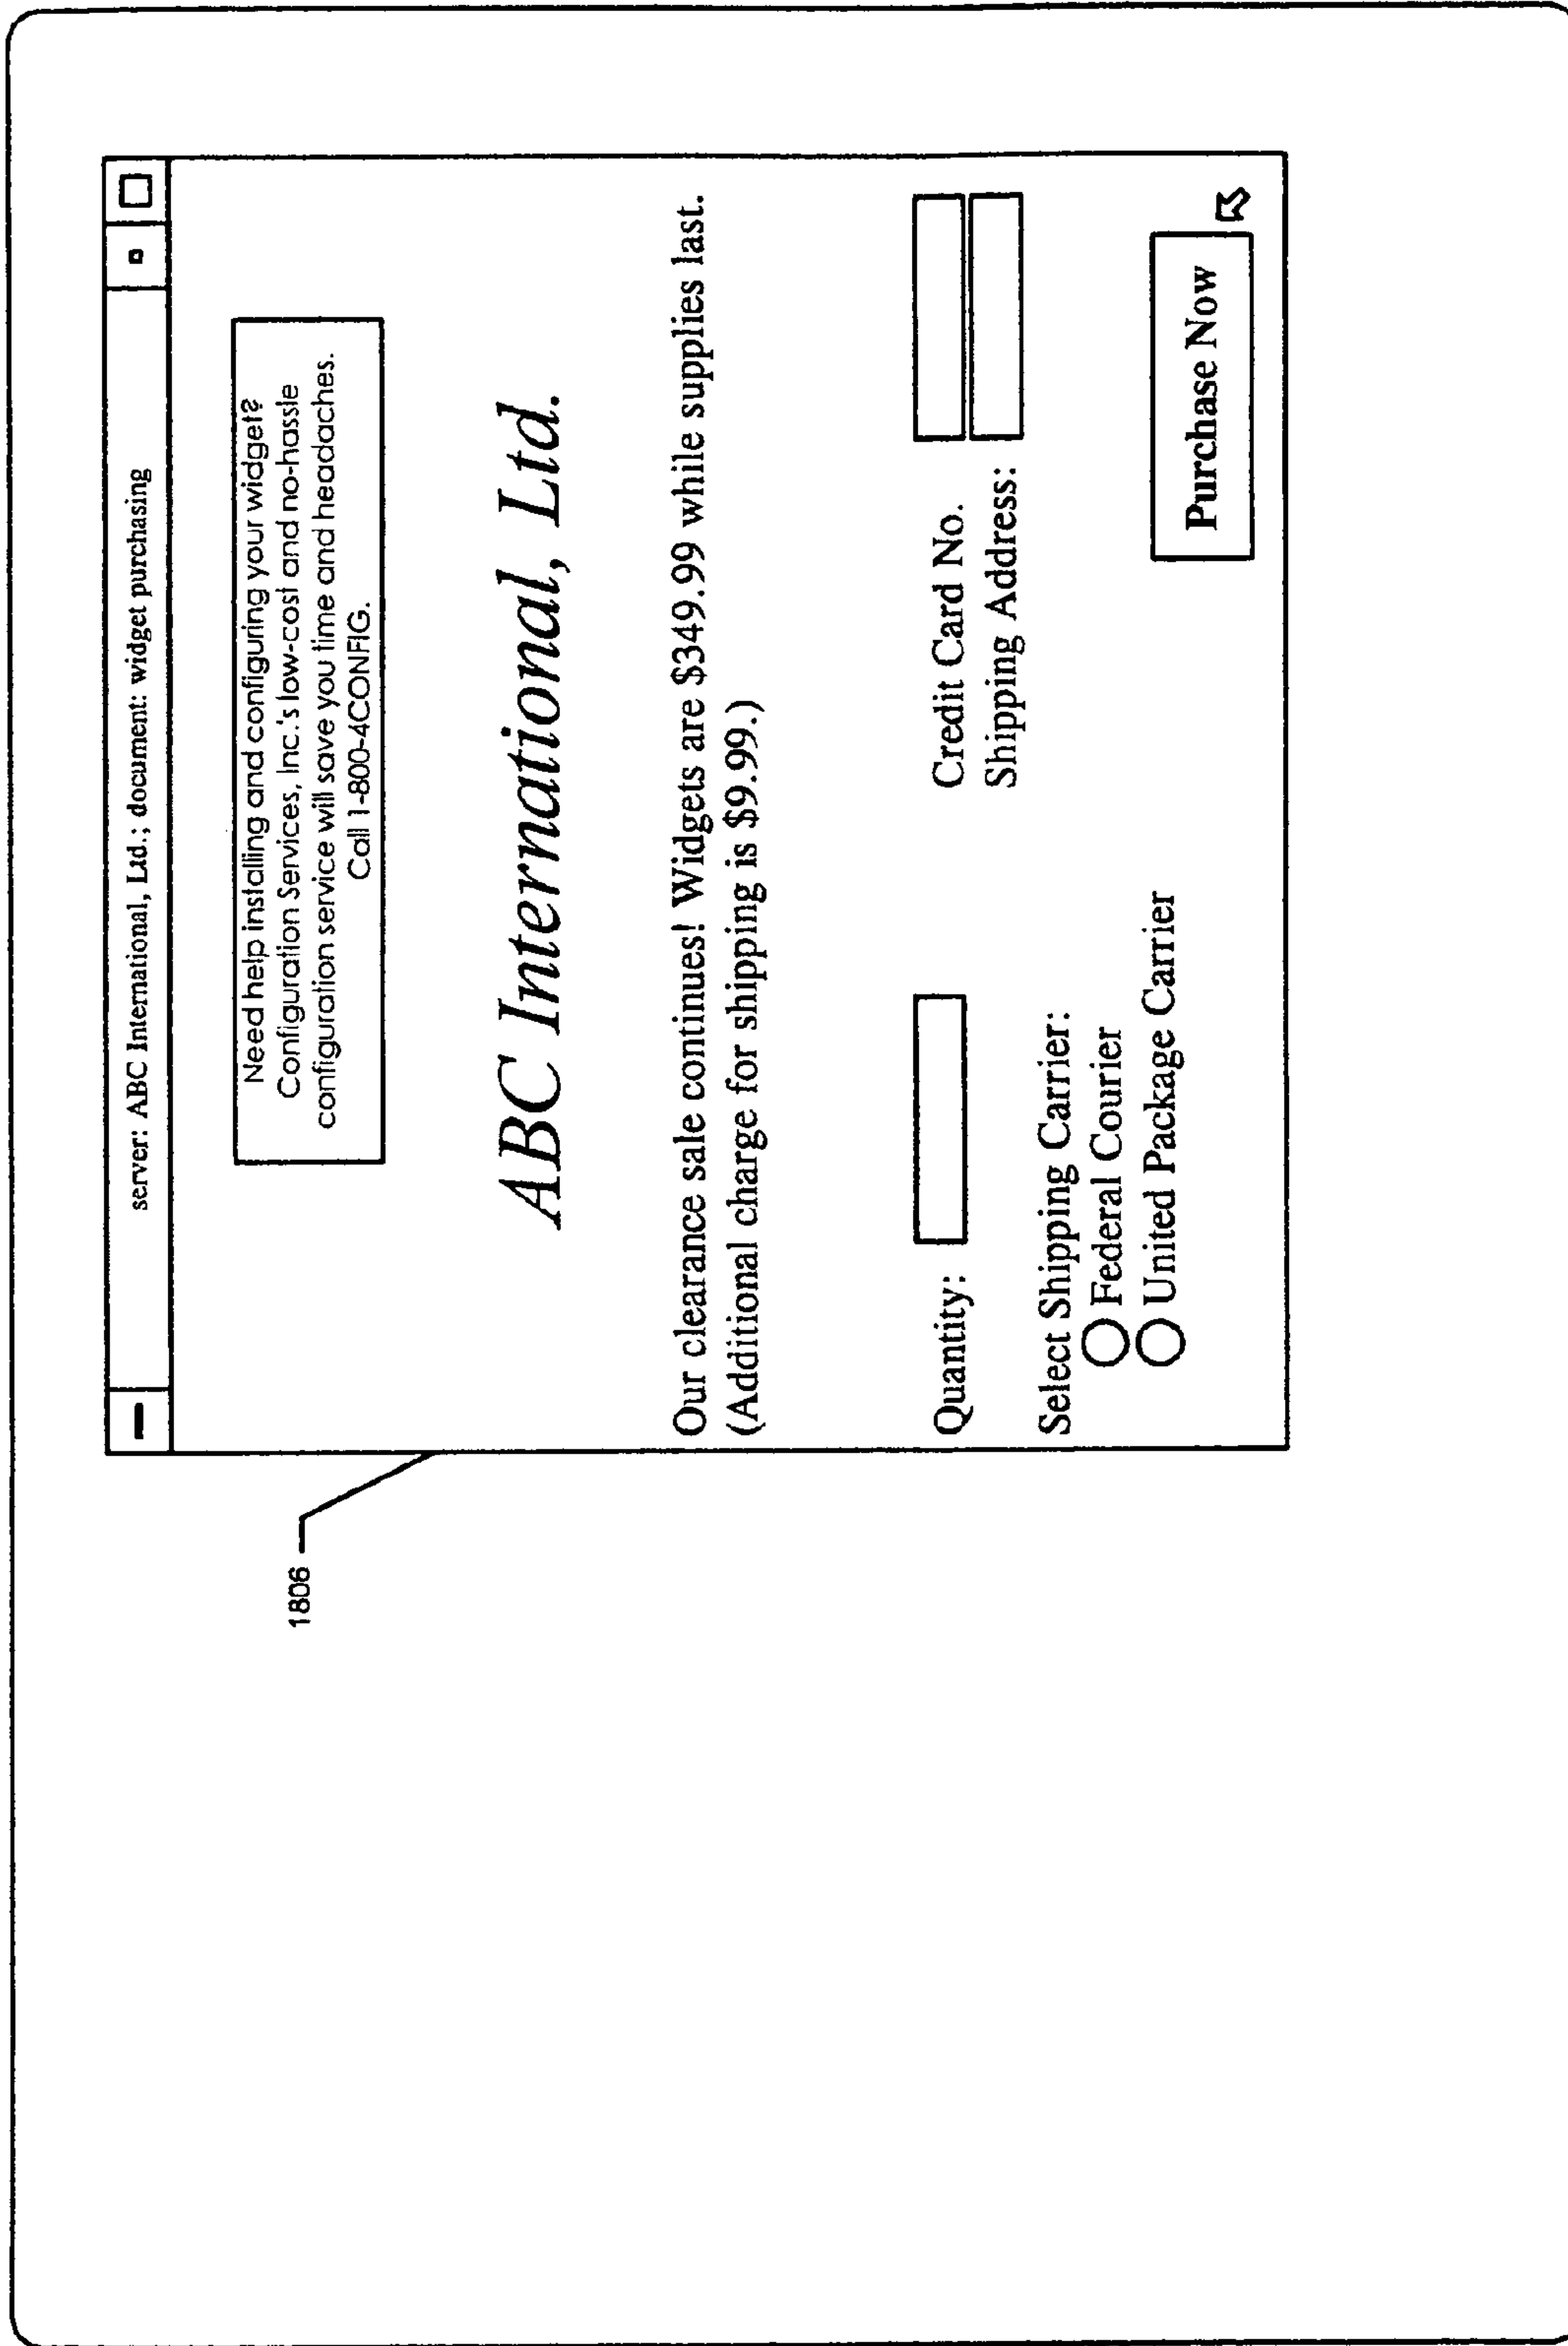 server: ABC International, Ltd.; document: widget purchasing
Need help installing and configuring your widget?
Configuration Services, Inc.'s low-cost and no-hassle
configuration service will save you time and headaches.
Call 1-800-4CONFIG.
1806
ABC International, Ltd.
Our clearance sale continues! Widgets are $349.99 while supplies last.
(Additional charge for shipping is $9.99.)
Quantity:
Credit Card No.
Shipping Address:
Select Shipping Carrier:
Federal Courier
United Package Carrier
Purchase Now